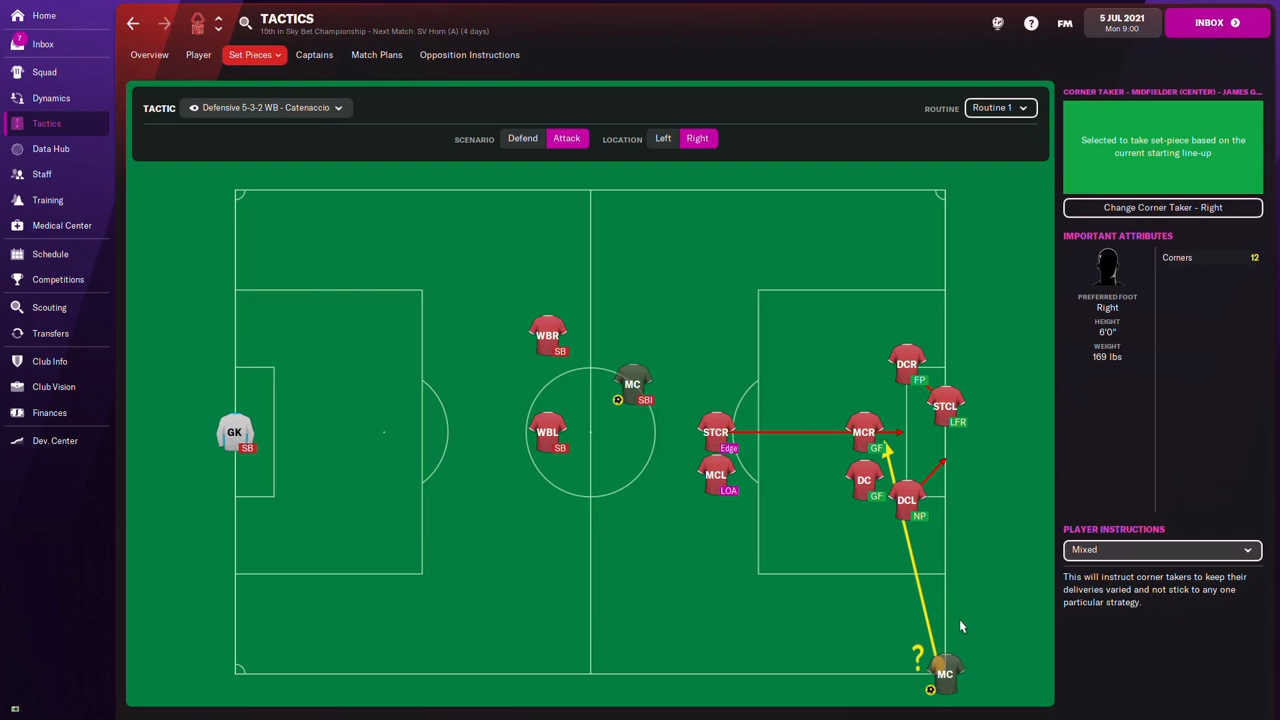 Home
7
Inbox
Squad
Dynamics
Tactics
Data Hub
Staff
Training
Medical Center
Schedule
Competitions
Scouting
Transfers
Club Info
Club Vision
Finances
Dev. Center
TACTICS
15th in Sky Bet Championship - Next Match: SV Horn (A) (4 days)
?
FM
5 JUL 2021
Mon 9:00
INBOX
Overview
Player
Set Pieces
Captains
Match Plans
Opposition Instructions
TACTIC
Defensive 5-3-2 WB - Catenaccio
ROUTINE
Routine 1
SCENARIO
Defend
Attack
LOCATION
Left
Right
WBR
SB
DCR
FP
MC
SBI
STCL
LFR
GK
SB
WBL
SB
STCR
Edge
MCR
GF
MCL
LOA
DC
GF
DCL
NP
?
MC
CORNER TAKER - MIDFIELDER (CENTER) - JAMES G...
Selected to take set-piece based on the
current starting line-up
Change Corner Taker - Right
IMPORTANT ATTRIBUTES
Corners 12
PREFERRED FOOT
Right
HEIGHT
6'0"
WEIGHT
169 lbs
PLAYER INSTRUCTIONS
Mixed
This will instruct corner takers to keep their
deliveries varied and not stick to any one
particular strategy.